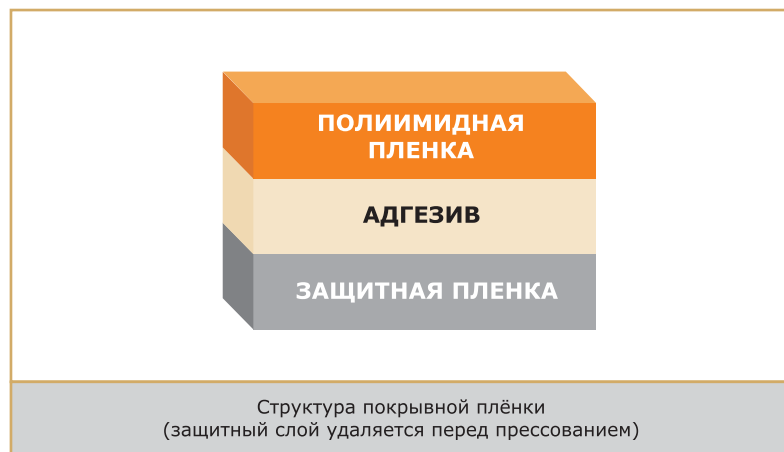 ПОЛИИМИДНАЯ
ПЛЕНКА
АДГЕЗИВ
ЗАЩИТНАЯ ПЛЕНКА
Структура покрывной плёнки
(защитный слой удаляется перед прессованием)